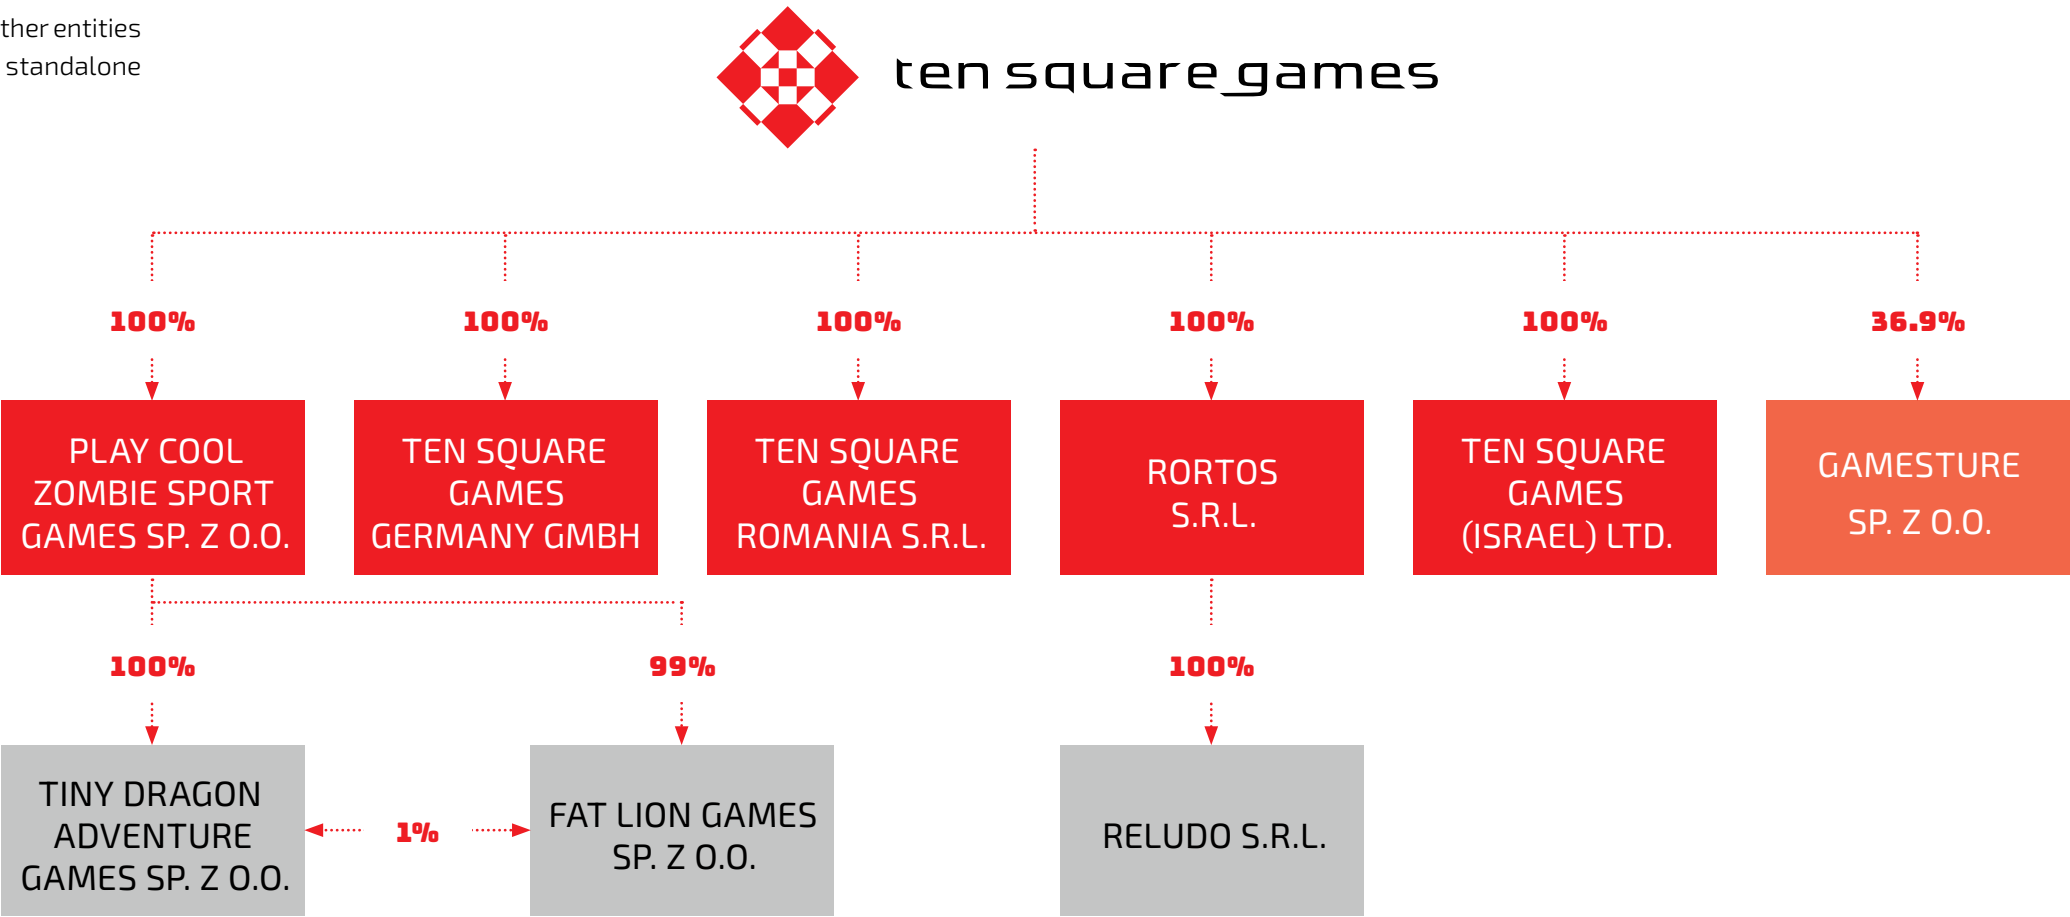 entities
standalone
ten square games
100%
100%
100%
100%
100%
36.9%
PLAY COOL
ZOMBIE SPORT
GAMES SP. Z O.O.
TEN SQUARE
GAMES
GERMANY GMBH
TEN SQUARE
GAMES
ROMANIA S.R.L.
RORTOS
S.R.L.
TEN SQUARE
GAMES
(ISRAEL) LTD.
GAMESTURE
SP. Z O.O.
100%
99%
100%
TINY DRAGON
ADVENTURE
GAMES SP. Z O.O.
1%
FAT LION GAMES
SP. Z O.O.
RELUDO S.R.L.